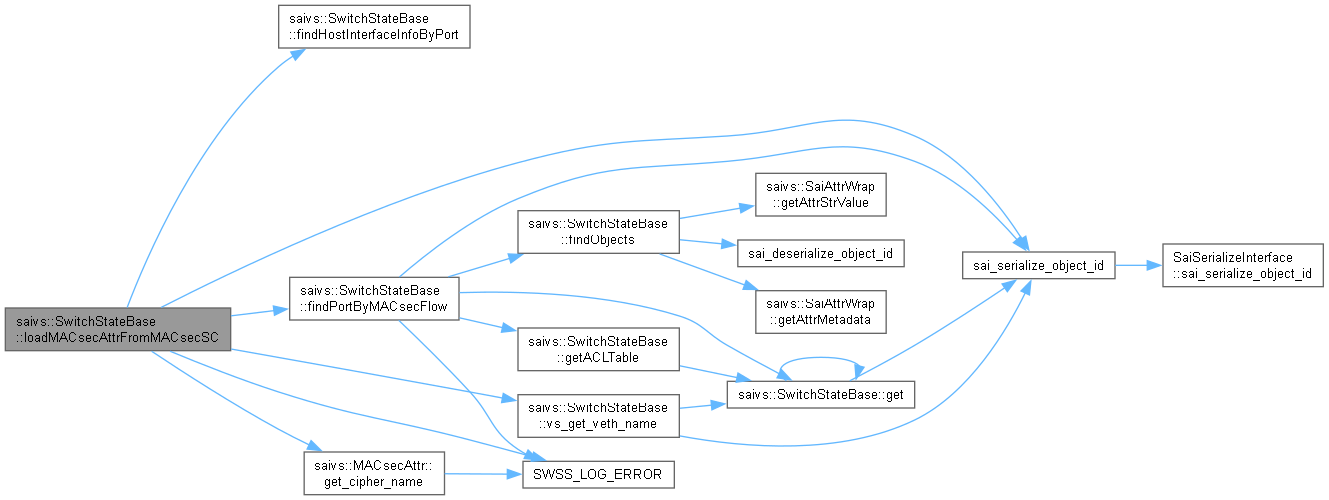 saivs::SwitchStateBase
::findHostInterfaceInfoByPort
saivs::SaiAttrWrap
::getAttrStrValue
saivs::SwitchStateBase
::findObjects
sai_deserialize_object_id
sai_serialize_object_id
SaiSerializeInterface
::sai_serialize_object_id
saivs::SwitchStateBase
::findPortByMACsecFlow
saivs::SaiAttrWrap
::getAttrMetadata
saivs::SwitchStateBase
::loadMACsecAttrFromMACsecSC
saivs::SwitchStateBase
::getACLTable
saivs::SwitchStateBase::get
saivs::SwitchStateBase
::vs_get_veth_name
saivs::MACsecAttr::
get_cipher_name
SWSS_LOG_ERROR